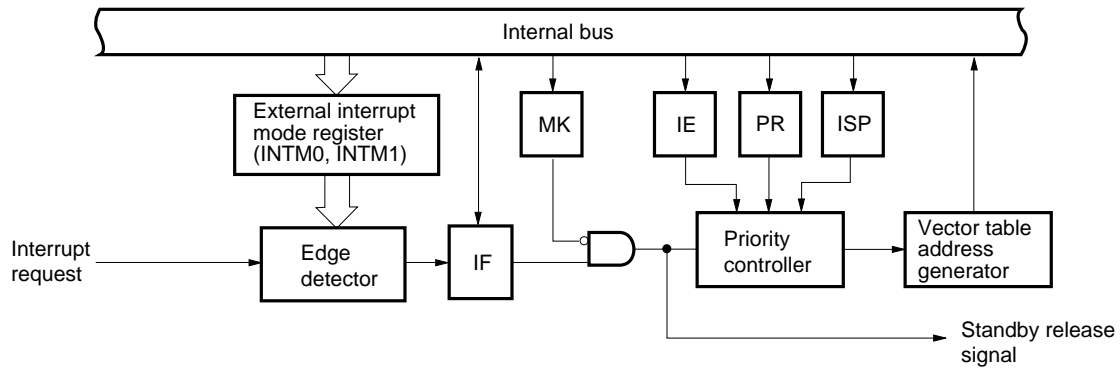 Internal bus
External interrupt
mode register
(INTM0, INTM1)
MK
IE
PR
ISP
Interrupt
request
Edge
detector
IF
Priority
controller
Vector table
address
generator
Standby release
signal